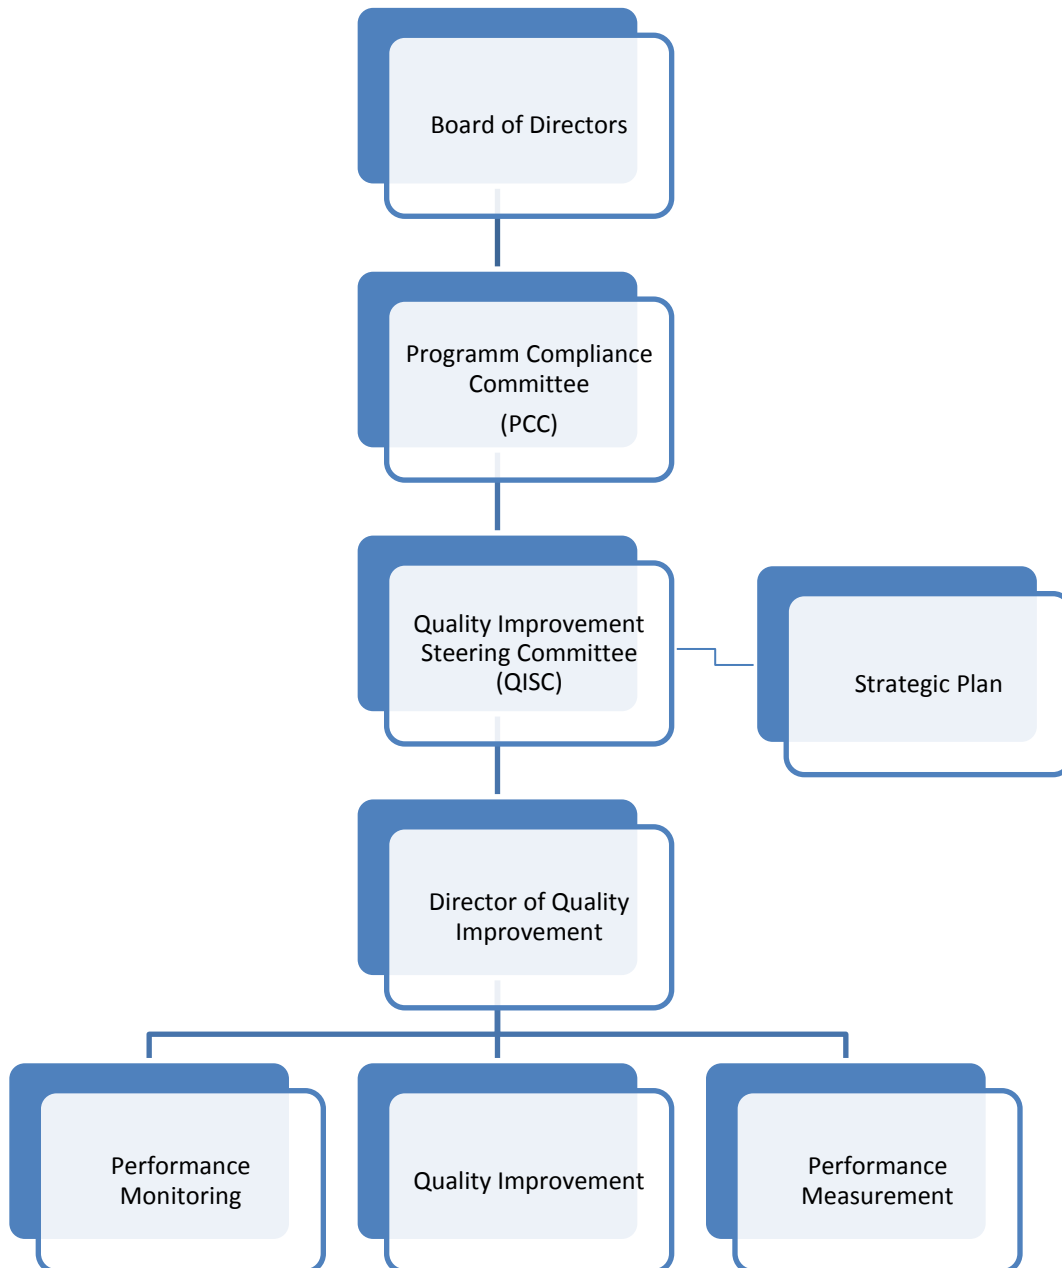 Board of Directors
Programm Compliance
Committee
(PCC)
Quality Improvement
Steering Committee
(QISC)
Strategic Plan
Director of Quality
Improvement
Performance
Monitoring
Quality Improvement
Performance
Measurement